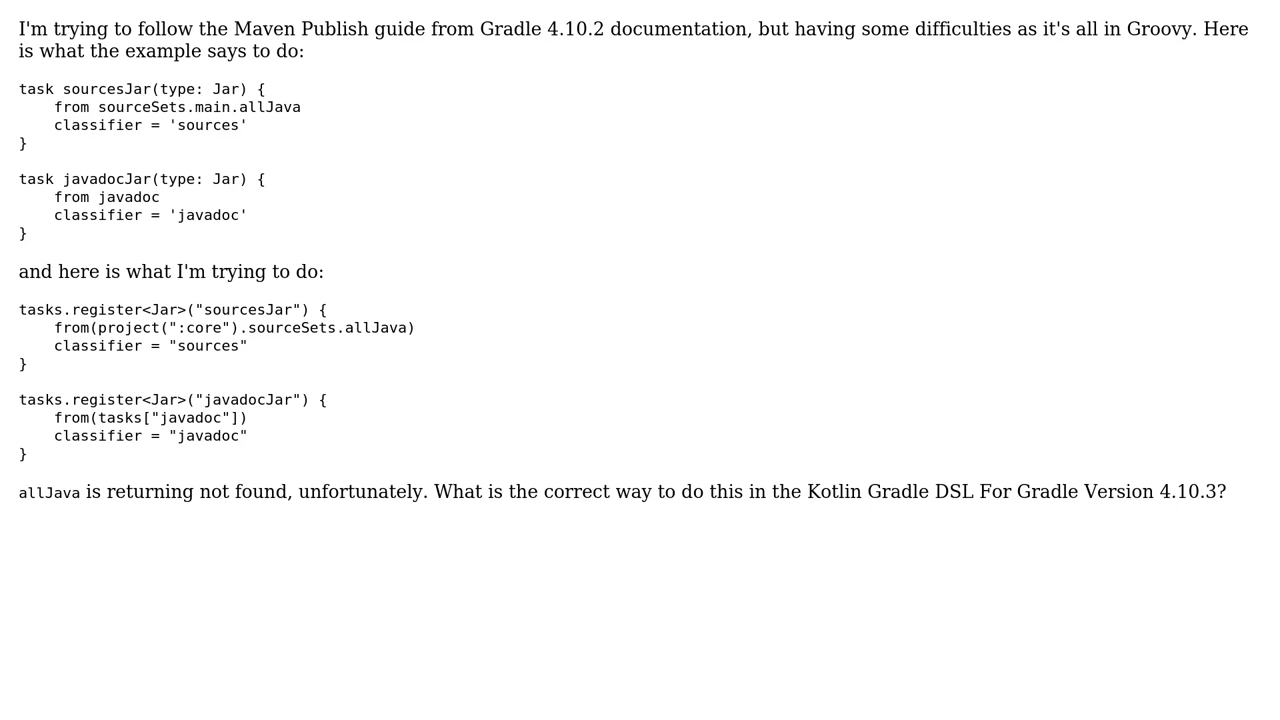 I'm trying to follow the Maven Publish guide from Gradle 4.10.2 documentation, but having some difficulties as it's all in Groovy. Here
is what the example says to do:
task sourcesJar(type: Jar) {
    from sourceSets.main.allJava
    classifier = 'sources'
}
task javadocJar(type: Jar) {
    from javadoc
    classifier = 'javadoc'
}
and here is what I'm trying to do:
tasks.register<Jar>("sourcesJar") {
    from(project(":core").sourceSets.allJava)
    classifier = "sources"
}
tasks.register<Jar>("javadocJar") {
    from(tasks["javadoc"])
    classifier = "javadoc"
}
allJava is returning not found, unfortunately. What is the correct way to do this in the Kotlin Gradle DSL For Gradle Version 4.10.3?